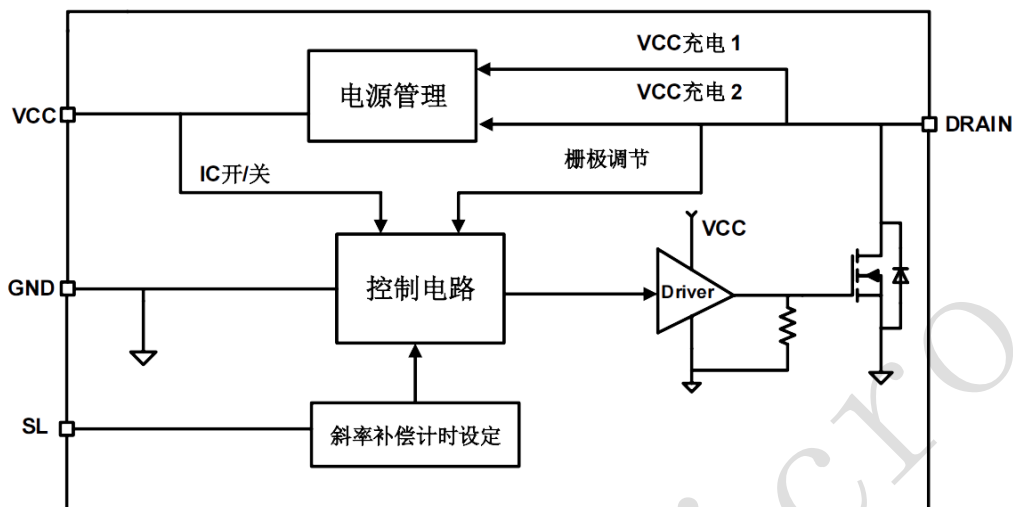 VCC充电 1
电源管理
VCC充电 2
VCC
DRAIN
栅极调节
IC开/关
VCC
控制电路
GND
Driver
SL
斜率补偿计时设定
icro